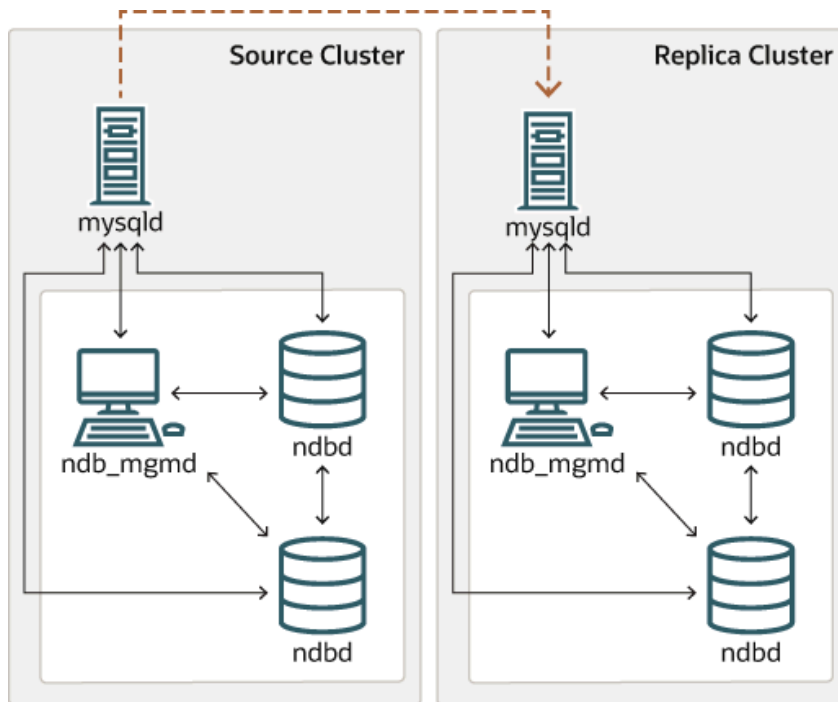 Source Cluster
mysqld
ndb_mgmd
ndbd
ndbd
Replica Cluster
mysqld
ndb_mgmd
ndbd
ndbd